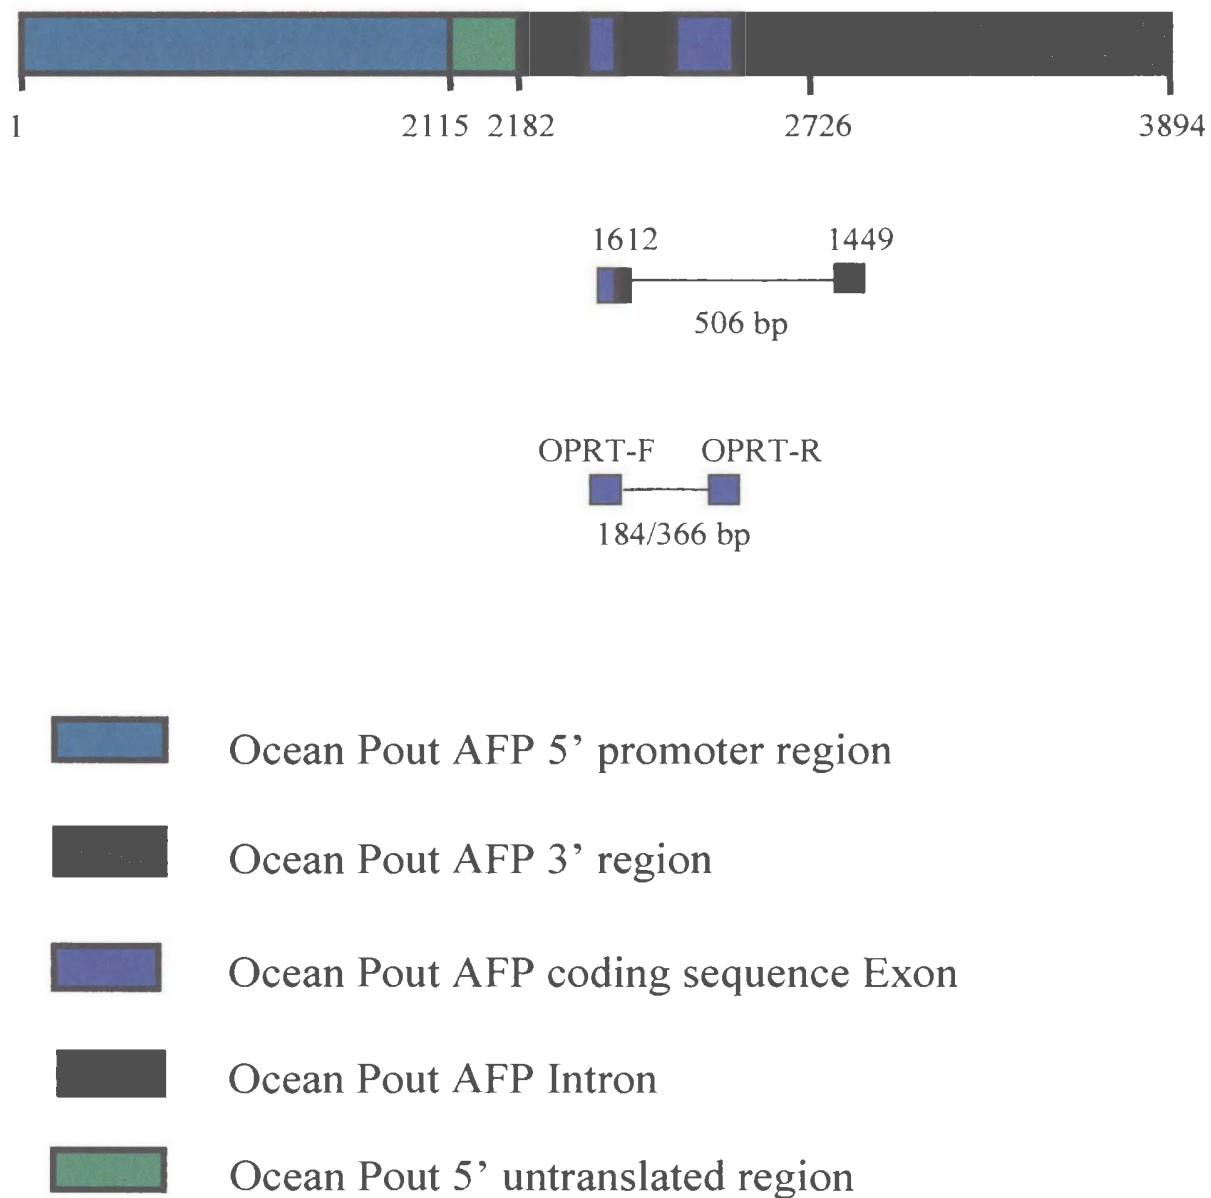 1 2115 2182 2726 3894
1612 1449
506 bp
OPRT-F OPRT-R
184/366 bp
Ocean Pout AFP 5’ promoter region
Ocean Pout AFP 3’ region
Ocean Pout AFP coding sequence Exon
Ocean Pout AFP Intron
Ocean Pout 5’ untranslated region